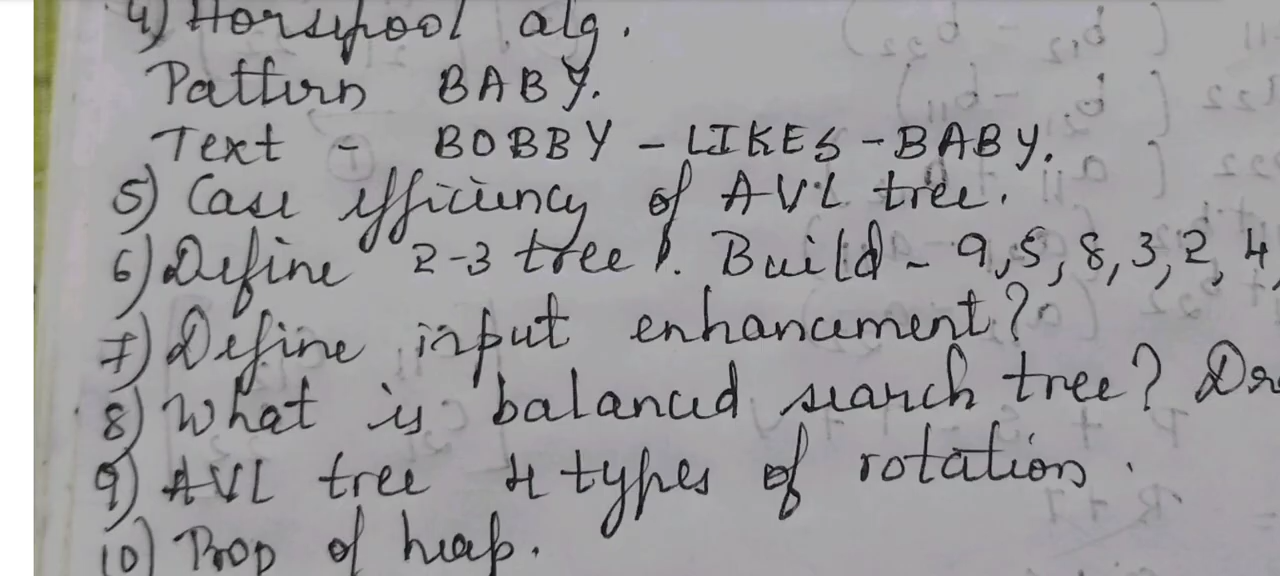 4) Horspool alg.
Pattern BABY.
Text - BOBBY - LIKES - BABY.
5) Case efficiency of AVL tree.
6) Define 2-3 tree. Build - 9, 5, 8, 3, 2, 4,
7) Define input enhancement?
8) What is balanced search tree? Dr
9) AVL tree 4 types of rotation.
10) Prop of heap.